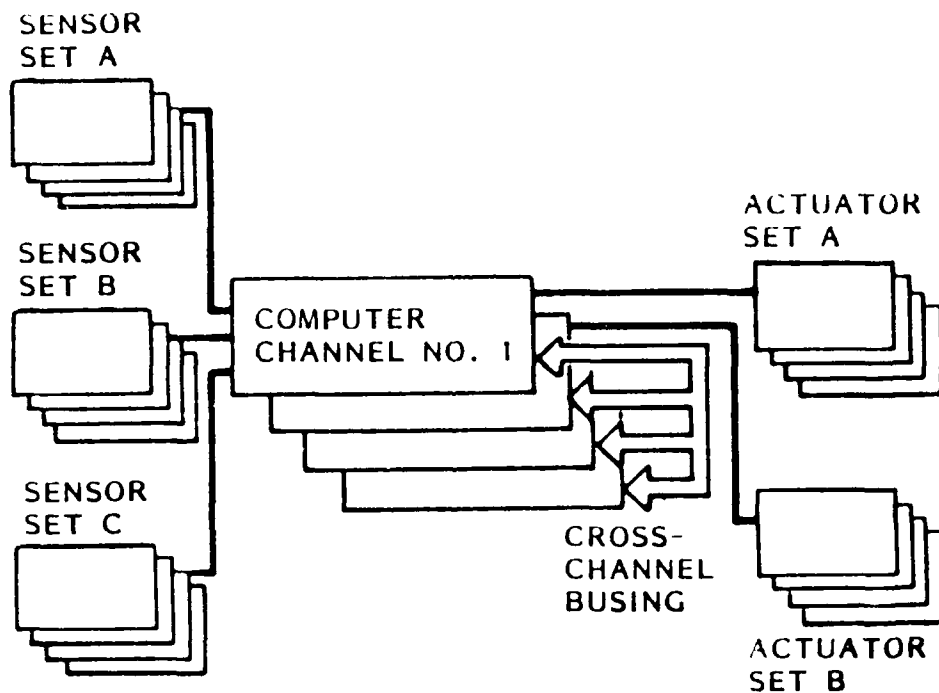 SENSOR
SET A
SENSOR
SET B
SENSOR
SET C
COMPUTER
CHANNEL NO. 1
CROSS-
CHANNEL
BUSING
ACTUATOR
SET A
ACTUATOR
SET B